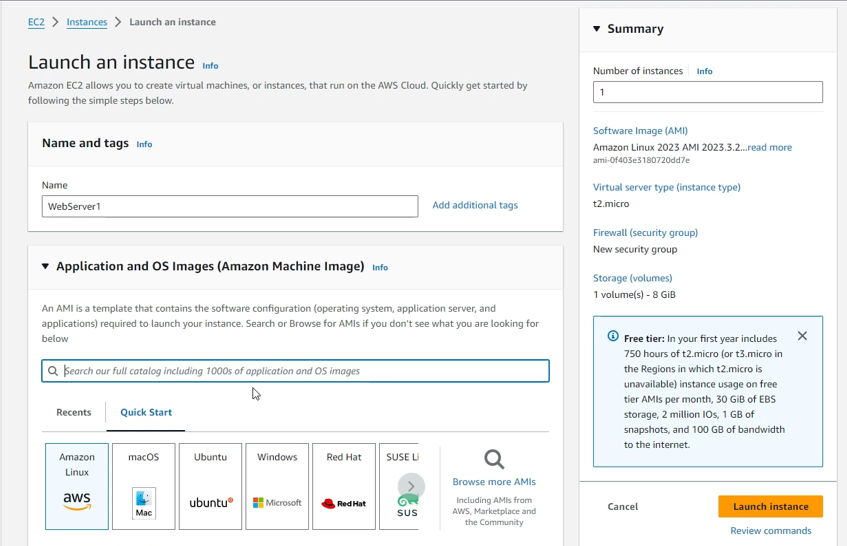 EC2 > Instances > Launch an instance
Launch an instance Info
Amazon EC2 allows you to create virtual machines, or instances, that run on the AWS Cloud. Quickly get started by
following the simple steps below.
Name and tags Info
Name
WebServer1
Add additional tags
Application and OS Images (Amazon Machine Image) Info
An AMI is a template that contains the software configuration (operating system, application server, and
applications) required to launch your instance. Search or Browse for AMIs if you don't see what you are looking for
below
Search our full catalog including 1000s of application and OS images
Recents
Quick Start
Amazon
Linux
aws
macOS
Mac
Ubuntu
ubuntu
Windows
Microsoft
Red Hat
Red Hat
SUSE Li
SUS
Browse more AMIs
Including AMIs from
AWS, Marketplace and
the Community
Summary
Number of instances Info
1
Software Image (AMI)
Amazon Linux 2023 AMI 2023.3.2...read more
ami-0f403e3180720dd7e
Virtual server type (instance type)
t2.micro
Firewall (security group)
New security group
Storage (volumes)
1 volume(s) - 8 GiB
Free tier: In your first year includes
750 hours of t2.micro (or t3.micro in
the Regions in which t2.micro is
unavailable) instance usage on free
tier AMIs per month, 30 GiB of EBS
storage, 2 million IOs, 1 GB of
snapshots, and 100 GB of bandwidth
to the internet.
Cancel
Launch instance
Review commands